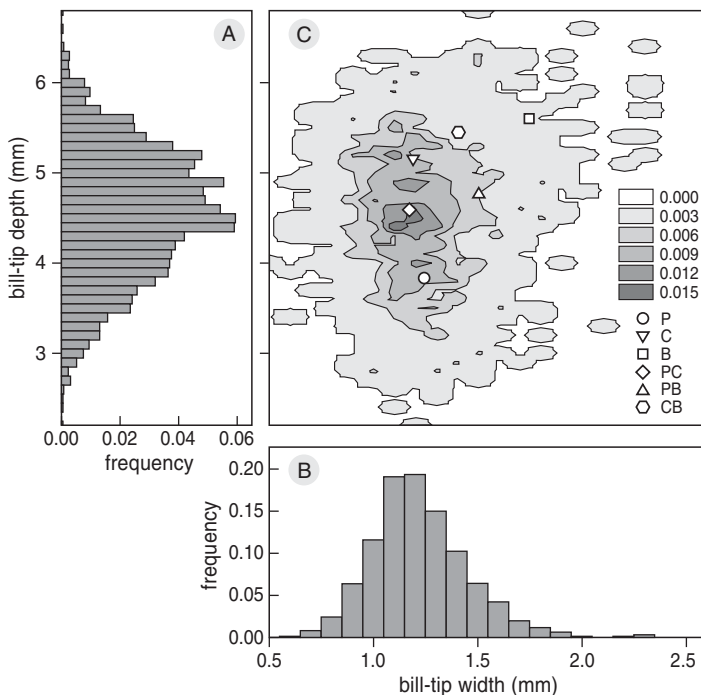 A
C
6
5
4
3
bill-tip depth (mm)
0.00 0.02 0.04 0.06
frequency
0.000
0.003
0.006
0.009
0.012
0.015
P
C
B
PC
PB
CB
B
0.20
0.15
0.10
0.05
0.00
frequency
0.5 1.0 1.5 2.0 2.5
bill-tip width (mm)